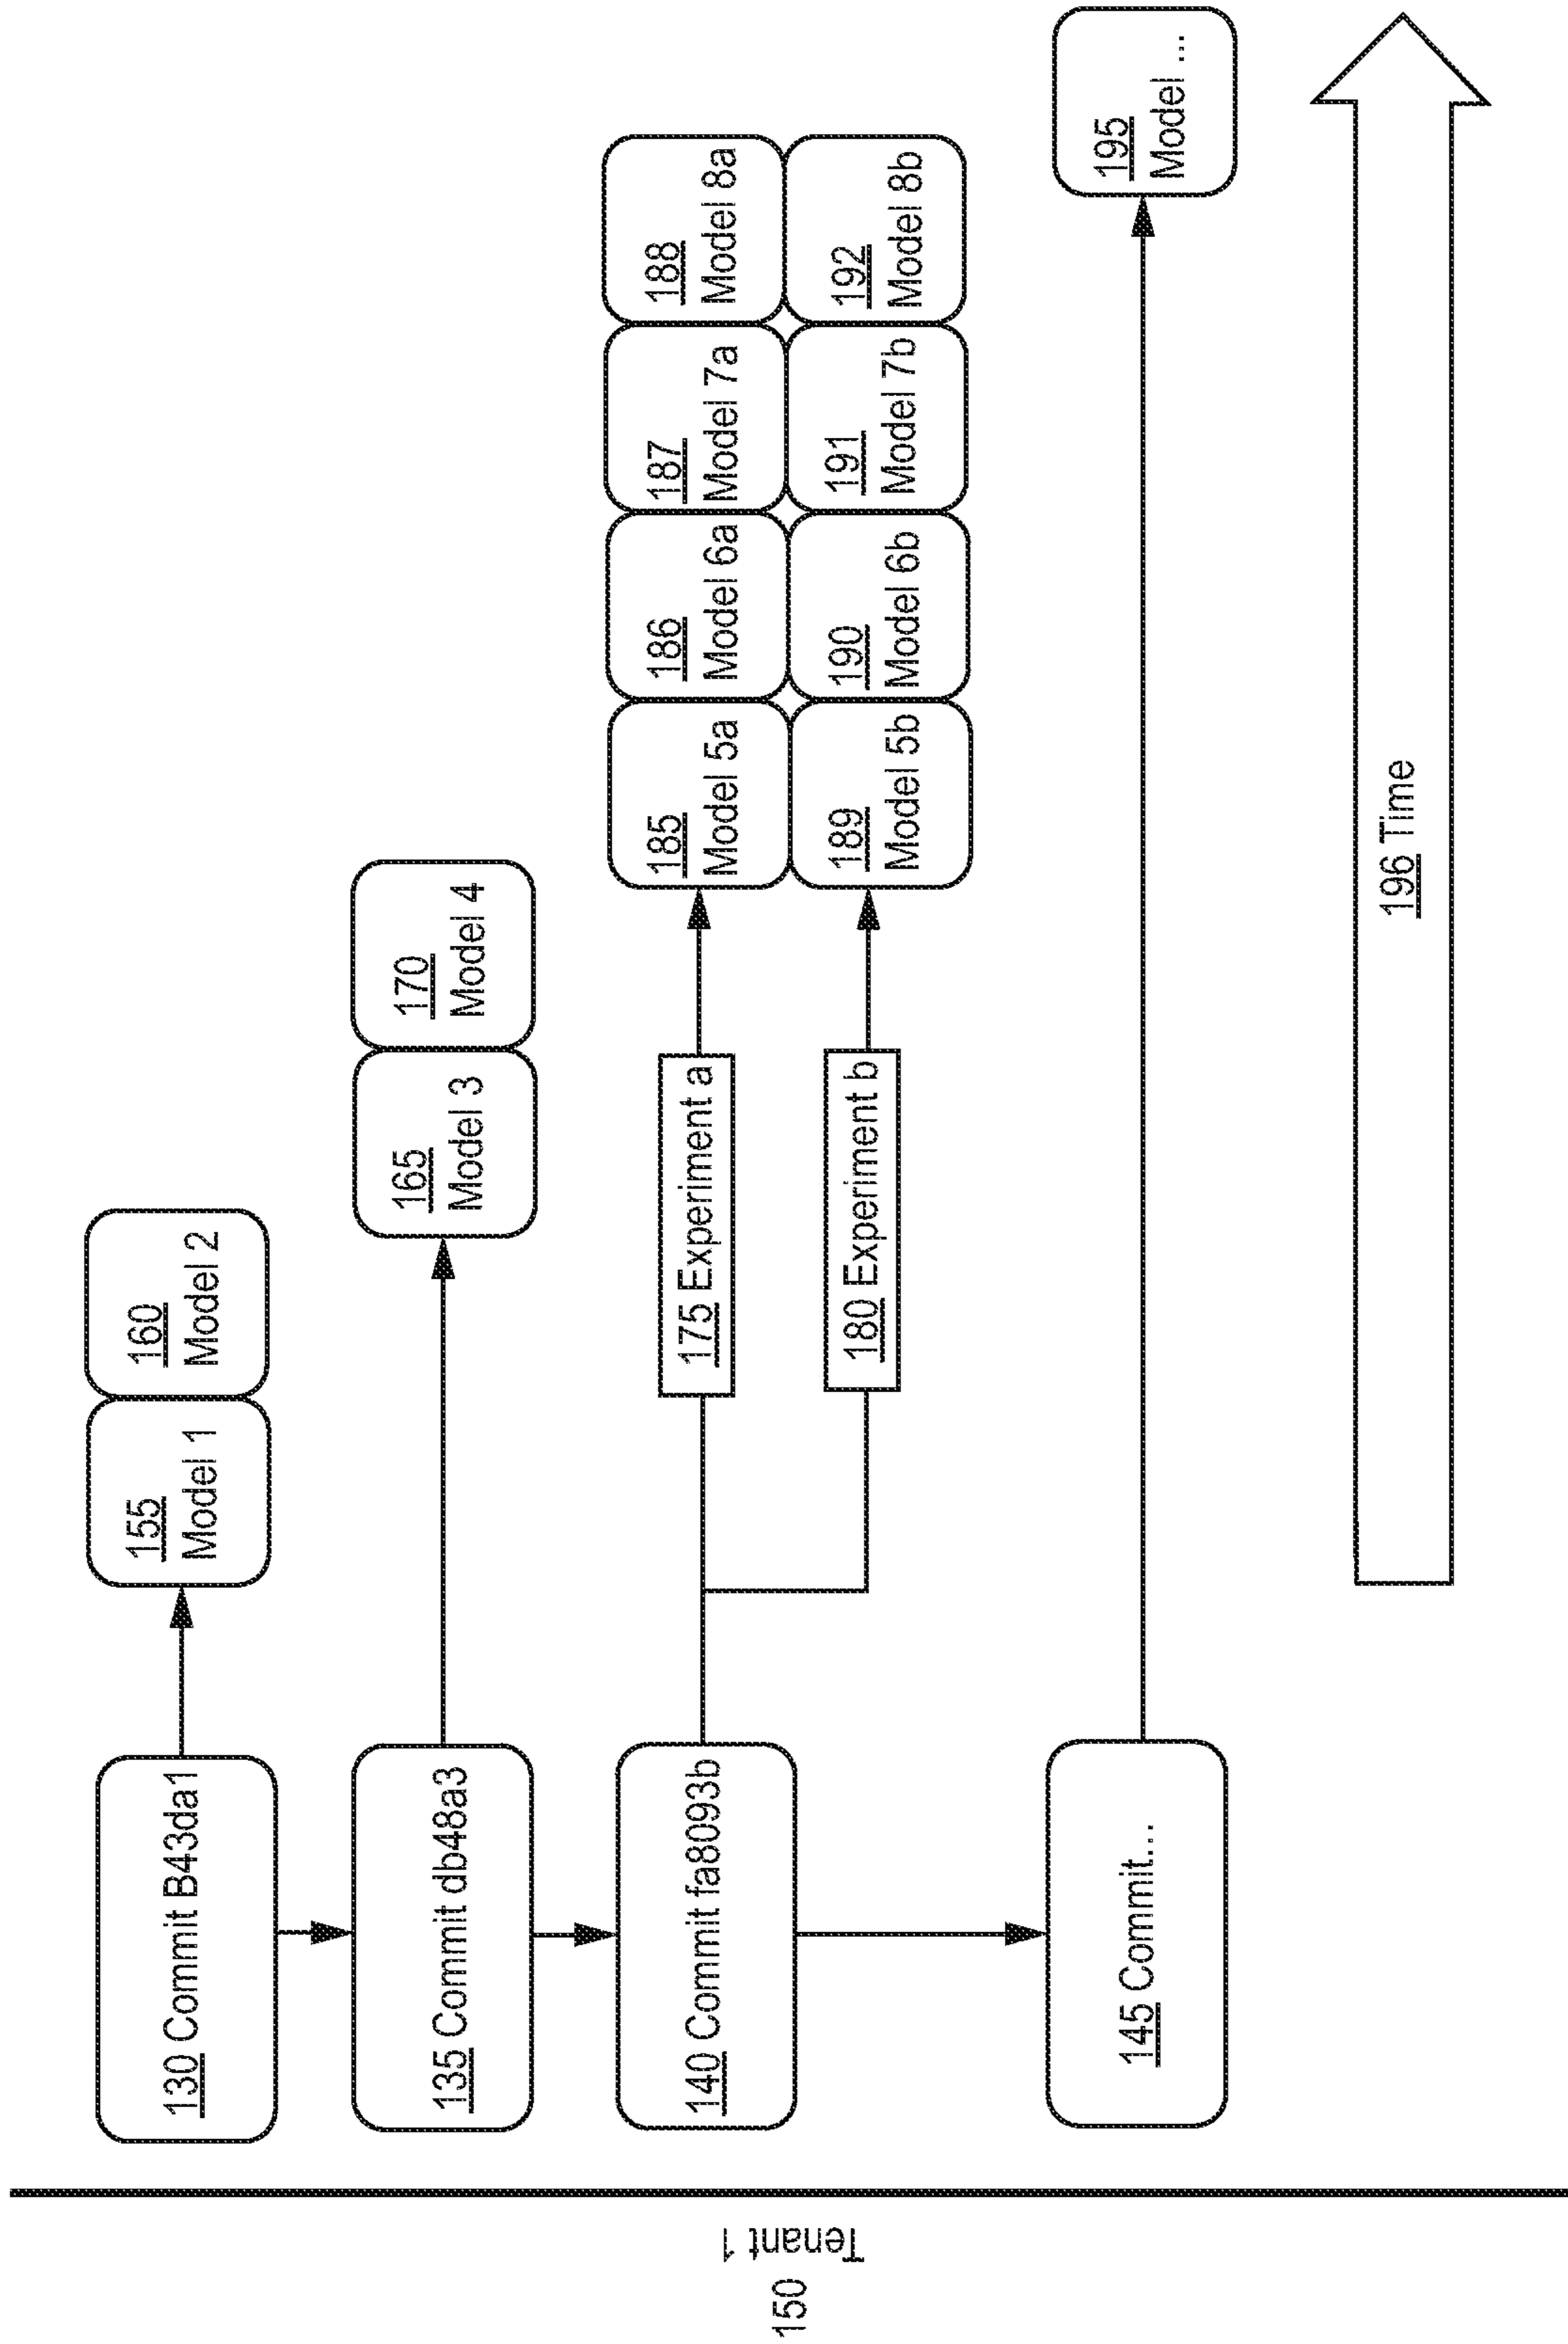 130 Commit B43da1
155
Model 1
160
Model 2
135 Commit db48a3
165
Model 3
170
Model 4
140 Commit fa8093b
175 Experiment a
185
Model 5a
186
Model 6a
187
Model 7a
188
Model 8a
180 Experiment b
189
Model 5b
190
Model 6b
191
Model 7b
192
Model 8b
145 Commit...
195
Model ...
196 Time
Tenant 1
150